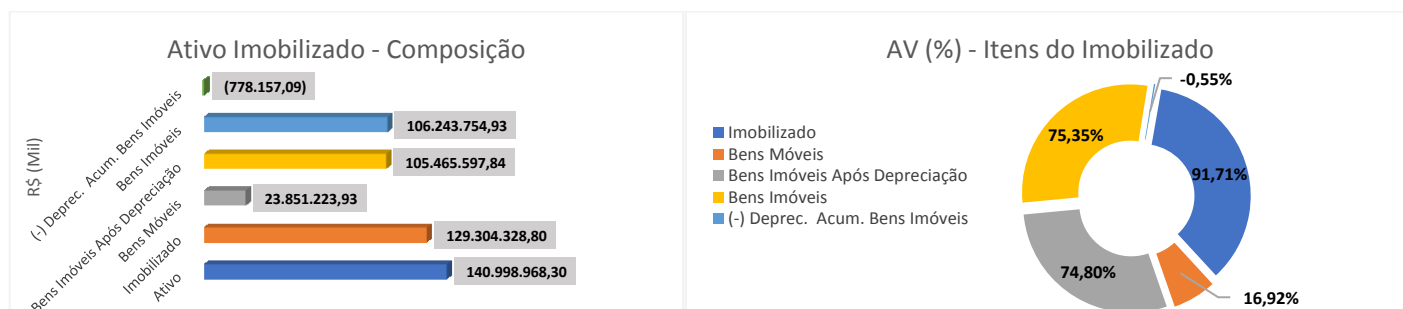 Ativo Imobilizado - Composição
R$ (Mil)
(-) Deprec. Acum. Bens Imóveis
(778.157,09)
Bens Imóveis
106.243.754,93
Bens Imóveis Após Depreciação
105.465.597,84
Bens Móveis
23.851.223,93
Imobilizado
129.304.328,80
Ativo
140.998.968,30
AV (%) - Itens do Imobilizado
Imobilizado
Bens Móveis
Bens Imóveis Após Depreciação
Bens Imóveis
(-) Deprec. Acum. Bens Imóveis
-0,55%
75,35%
91,71%
74,80%
16,92%